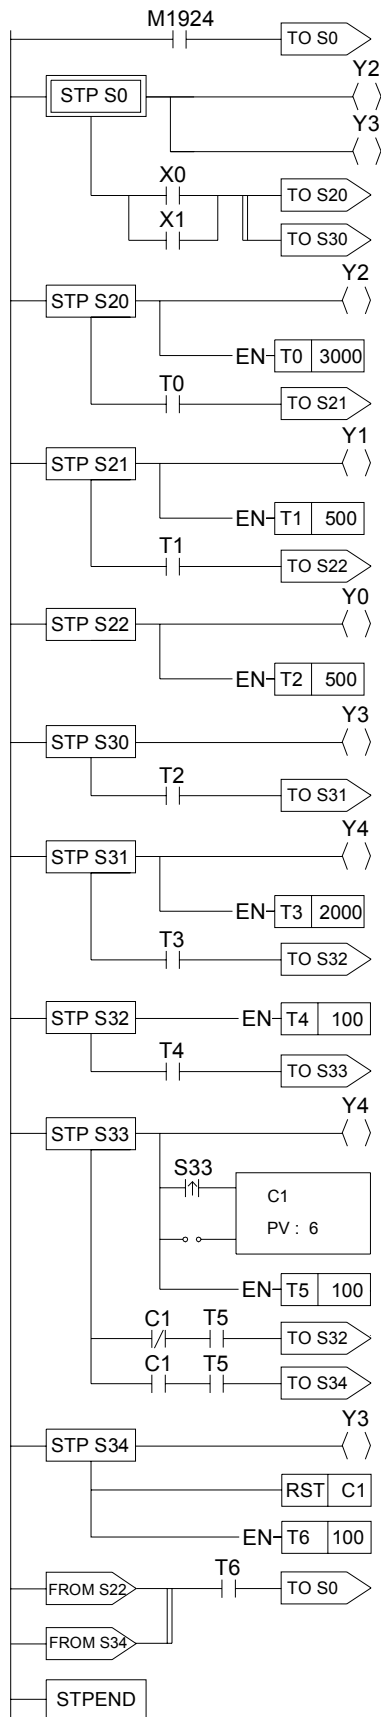 M1924
TO S0
STP S0
Y2
Y3
X0
TO S20
X1
TO S30
STP S20
Y2
EN T0 3000
T0
TO S21
STP S21
Y1
EN T1 500
T1
TO S22
STP S22
Y0
EN T2 500
STP S30
Y3
T2
TO S31
STP S31
Y4
EN T3 2000
T3
TO S32
STP S32
EN T4 100
T4
TO S33
STP S33
Y4
S33
C1
PV : 6
EN T5 100
C1 T5
TO S32
C1 T5
TO S34
STP S34
Y3
RST C1
EN T6 100
FROM S22
T6
TO S0
FROM S34
STPEND